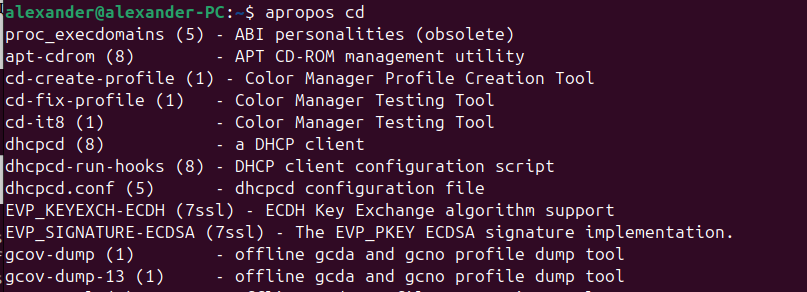 alexander@alexander-PC:~$ apropos cd
proc_execdomains (5) - ABI personalities (obsolete)
apt-cdrom (8)        - APT CD-ROM management utility
cd-create-profile (1) - Color Manager Profile Creation Tool
cd-fix-profile (1)   - Color Manager Testing Tool
cd-it8 (1)           - Color Manager Testing Tool
dhcpcd (8)           - a DHCP client
dhcpcd-run-hooks (8) - DHCP client configuration script
dhcpcd.conf (5)      - dhcpcd configuration file
EVP_KEYEXCH-ECDH (7ssl) - ECDH Key Exchange algorithm support
EVP_SIGNATURE-ECDSA (7ssl) - The EVP_PKEY ECDSA signature implementation.
gcov-dump (1)        - offline gcda and gcno profile dump tool
gcov-dump-13 (1)     - offline gcda and gcno profile dump tool